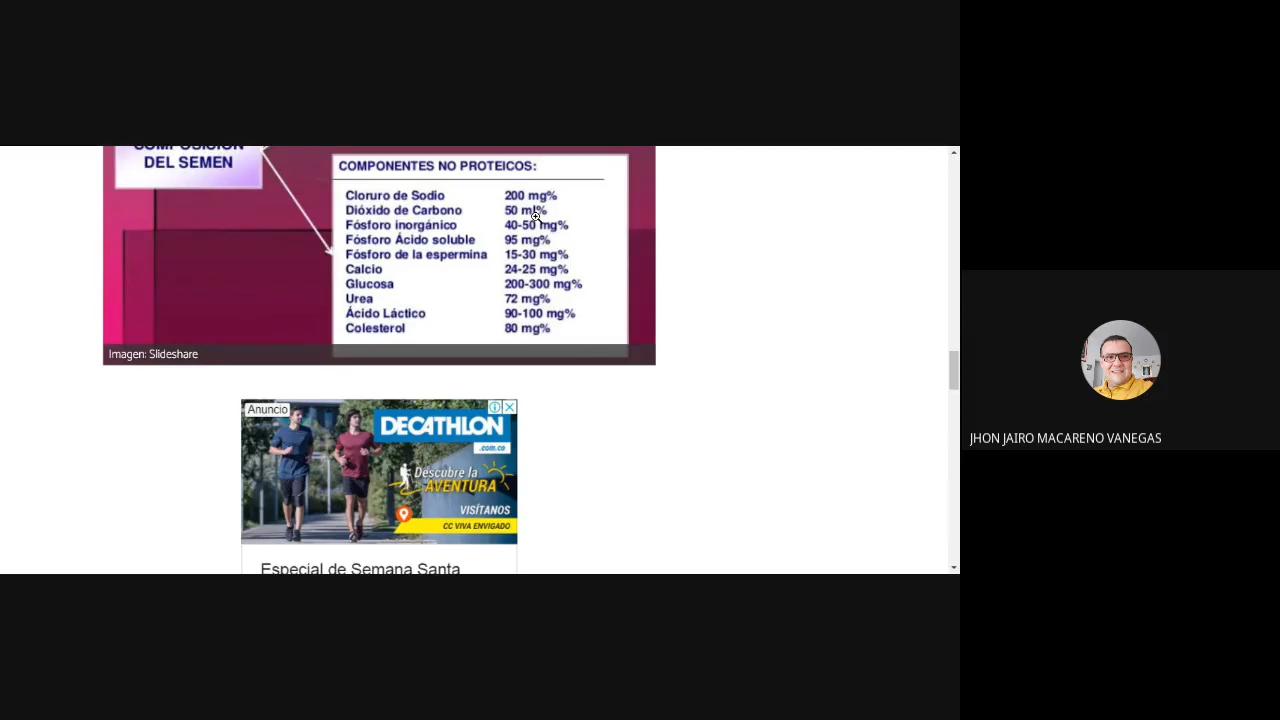 COMPOSICIÓN
DEL SEMEN
COMPONENTES NO PROTEICOS:
Cloruro de Sodio 200 mg%
Dióxido de Carbono 50 ml%
Fósforo inorgánico 40-50 mg%
Fósforo Ácido soluble 95 mg%
Fósforo de la espermina 15-30 mg%
Calcio 24-25 mg%
Glucosa 200-300 mg%
Urea 72 mg%
Ácido Láctico 90-100 mg%
Colesterol 80 mg%
Imagen: Slideshare
Anuncio
DECATHLON
.com.co
Descubre la
AVENTURA
VISÍTANOS
CC VIVA ENVIGADO
Especial de Semana Santa
JHON JAIRO MACARENO VANEGAS